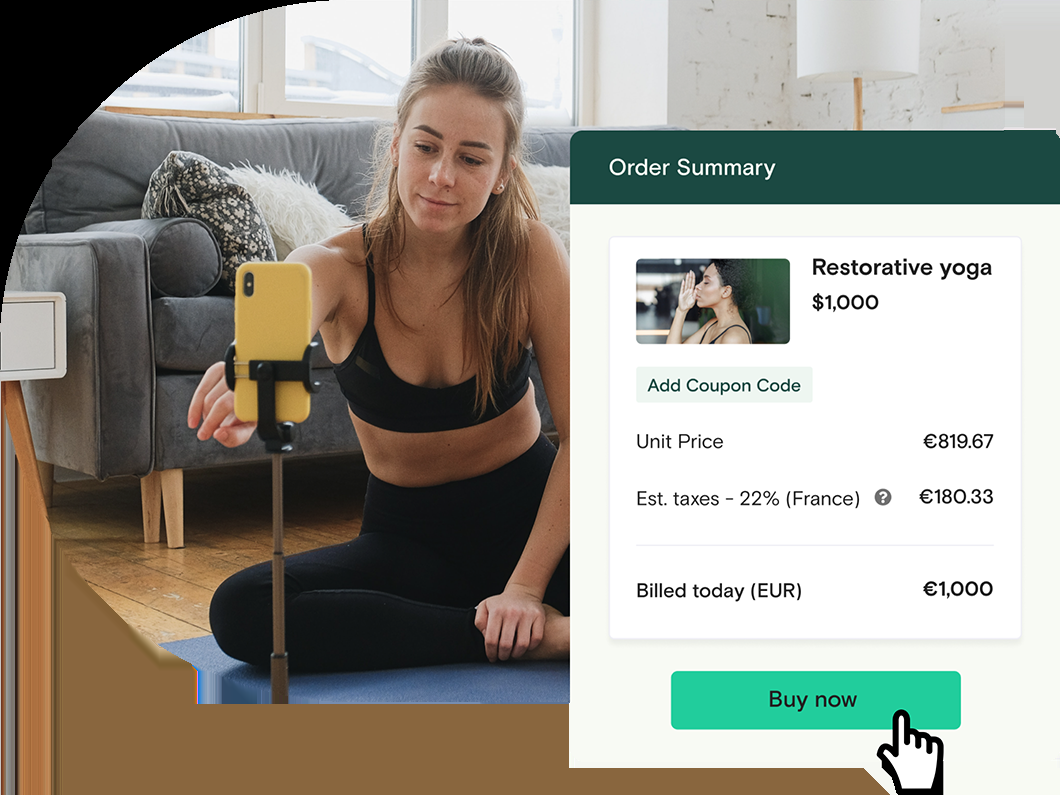 Order Summary
Restorative yoga
$1,000
Add Coupon Code
Unit Price €819.67
Est. taxes - 22% (France) ? €180.33
Billed today (EUR) €1,000
Buy now